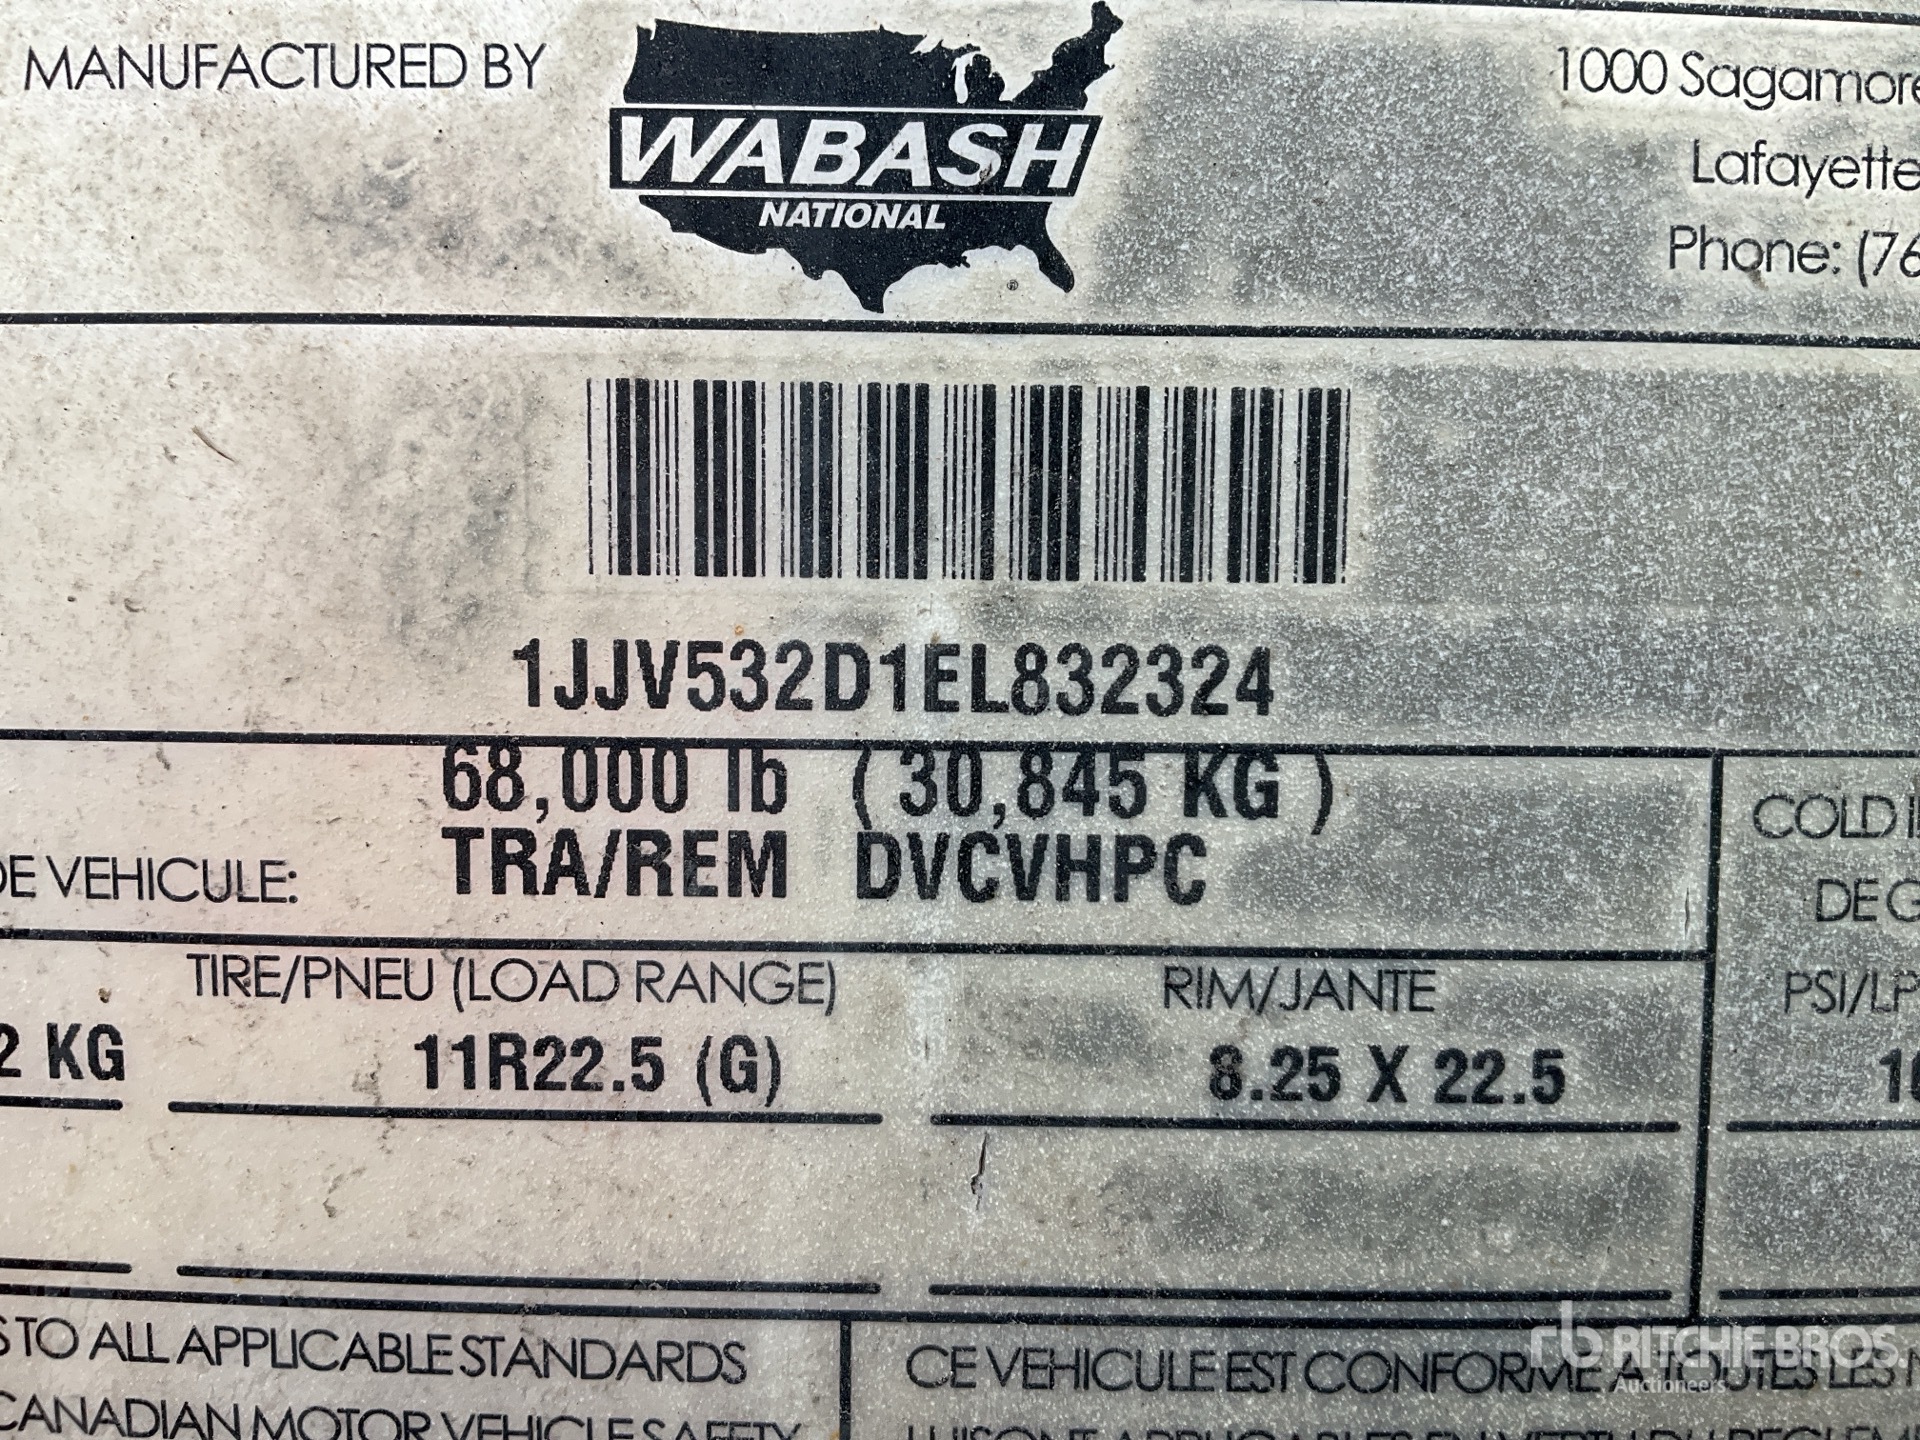 MANUFACTURED BY
WABASH
NATIONAL
®
1000 Sagamore
Lafayette
Phone: (76
1JJV532D1EL832324
68,000 lb ( 30,845 KG )
DE VEHICULE: TRA/REM DVCVHPC
COLD
DE G
TIRE/PNEU (LOAD RANGE) RIM/JANTE PSI/LP
2 KG 11R22.5 (G) 8.25 X 22.5 10
S TO ALL APPLICABLE STANDARDS
CANADIAN MOTOR VEHICLE SAFETY
CE VEHICULE EST CONFORME A TOUTES LES N
rb RITCHIE BROS.
Auctioneers